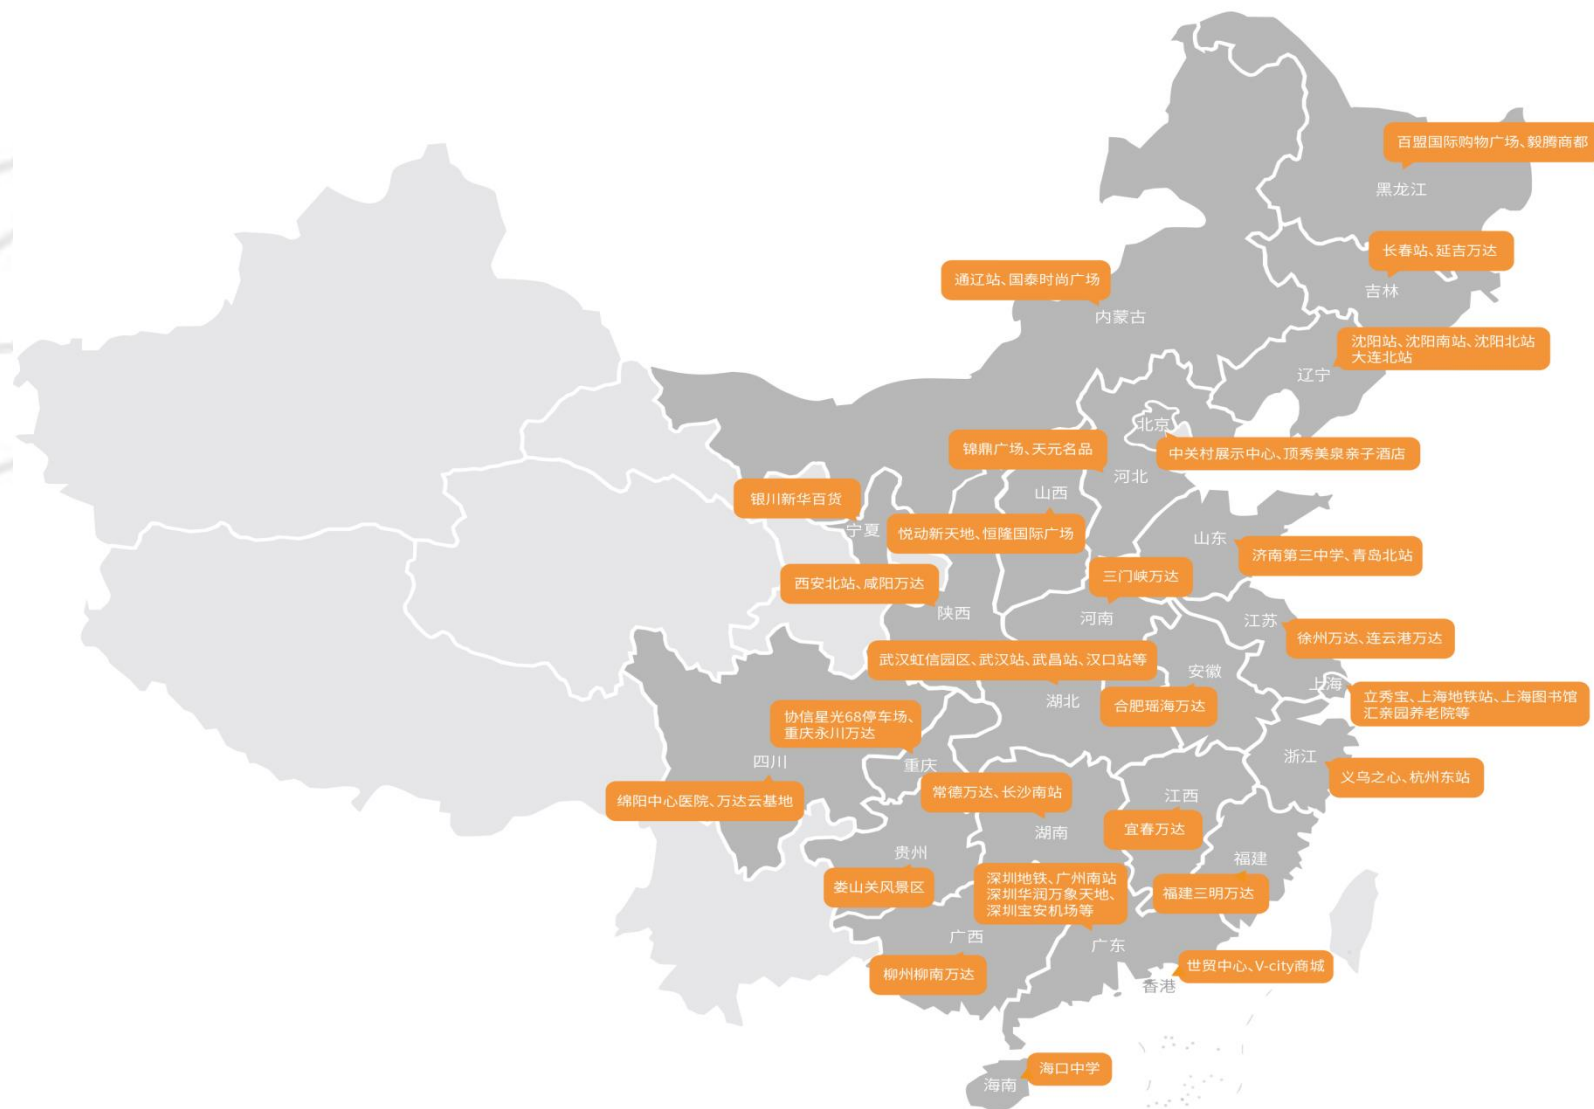 百盟国际购物广场、毅腾商都
黑龙江
长春站、延吉万达
吉林
通辽站、国泰时尚广场
内蒙古
沈阳站、沈阳南站、沈阳北站
大连北站
辽宁
北京
中关村展示中心、顶秀美泉亲子酒店
锦鼎广场、天元名品
河北
山西
悦动新天地、恒隆国际广场
银川新华百货
宁夏
山东
济南第三中学、青岛北站
西安北站、咸阳万达
陕西
三门峡万达
河南
江苏
徐州万达、连云港万达
武汉虹信园区、武汉站、武昌站、汉口站等
湖北
安徽
合肥瑶海万达
上海
立秀宝、上海地铁站、上海图书馆
汇亲园养老院等
协信星光68停车场、
重庆永川万达
重庆
四川
绵阳中心医院、万达云基地
浙江
义乌之心、杭州东站
常德万达、长沙南站
湖南
江西
宜春万达
贵州
娄山关风景区
福建
福建三明万达
深圳地铁、广州南站
深圳华润万象天地、
深圳宝安机场等
广东
广西
柳州柳南万达
世贸中心、V-city商城
香港
海口中学
海南